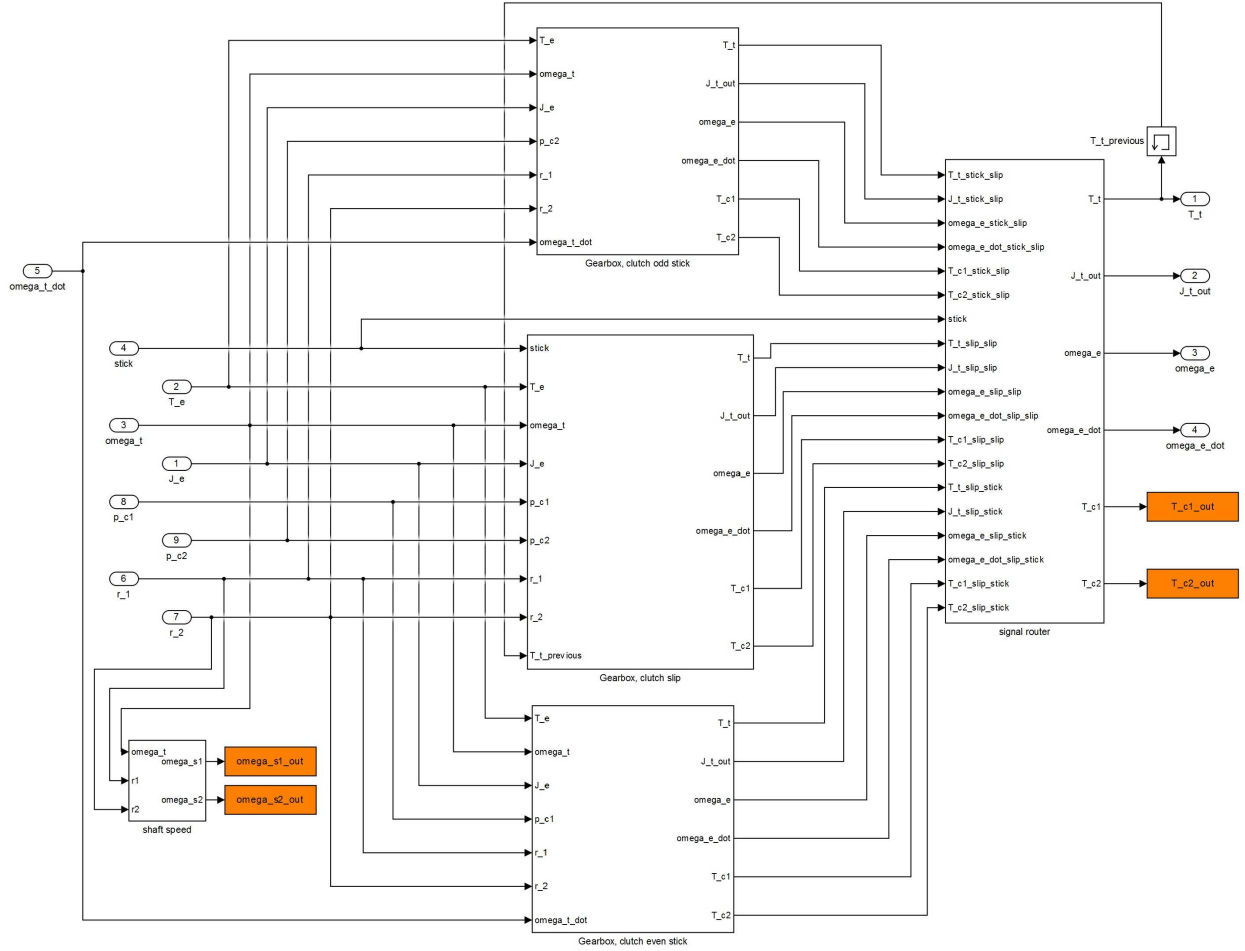 T_e
omega_t
J_e
p_c2
r_1
r_2
omega_t_dot
T_t
J_t_out
omega_e
omega_e_dot
T_c1
T_c2
Gearbox, clutch odd stick
T_t_previous
5
omega_t_dot
4
stick
2
T_e
3
omega_t
1
J_e
8
p_c1
9
p_c2
6
r_1
7
r_2
stick
T_e
omega_t
J_e
p_c1
p_c2
r_1
r_2
T_t_previous
T_t
J_t_out
omega_e
omega_e_dot
T_c1
T_c2
Gearbox, clutch slip
T_t_stick_slip
J_t_stick_slip
omega_e_stick_slip
omega_e_dot_stick_slip
T_c1_stick_slip
T_c2_stick_slip
stick
T_t_slip_slip
J_t_slip_slip
omega_e_slip_slip
omega_e_dot_slip_slip
T_c1_slip_slip
T_c2_slip_slip
T_t_slip_stick
J_t_slip_stick
omega_e_slip_stick
omega_e_dot_slip_stick
T_c1_slip_stick
T_c2_slip_stick
T_t
J_t_out
omega_e
omega_e_dot
T_c1
T_c2
signal router
1
T_t
2
J_t_out
3
omega_e
4
omega_e_dot
T_c1_out
T_c2_out
omega_t
r1
r2
omega_s1
omega_s2
shaft speed
omega_s1_out
omega_s2_out
T_e
omega_t
J_e
p_c1
r_1
r_2
omega_t_dot
T_t
J_t_out
omega_e
omega_e_dot
T_c1
T_c2
Gearbox, clutch even stick